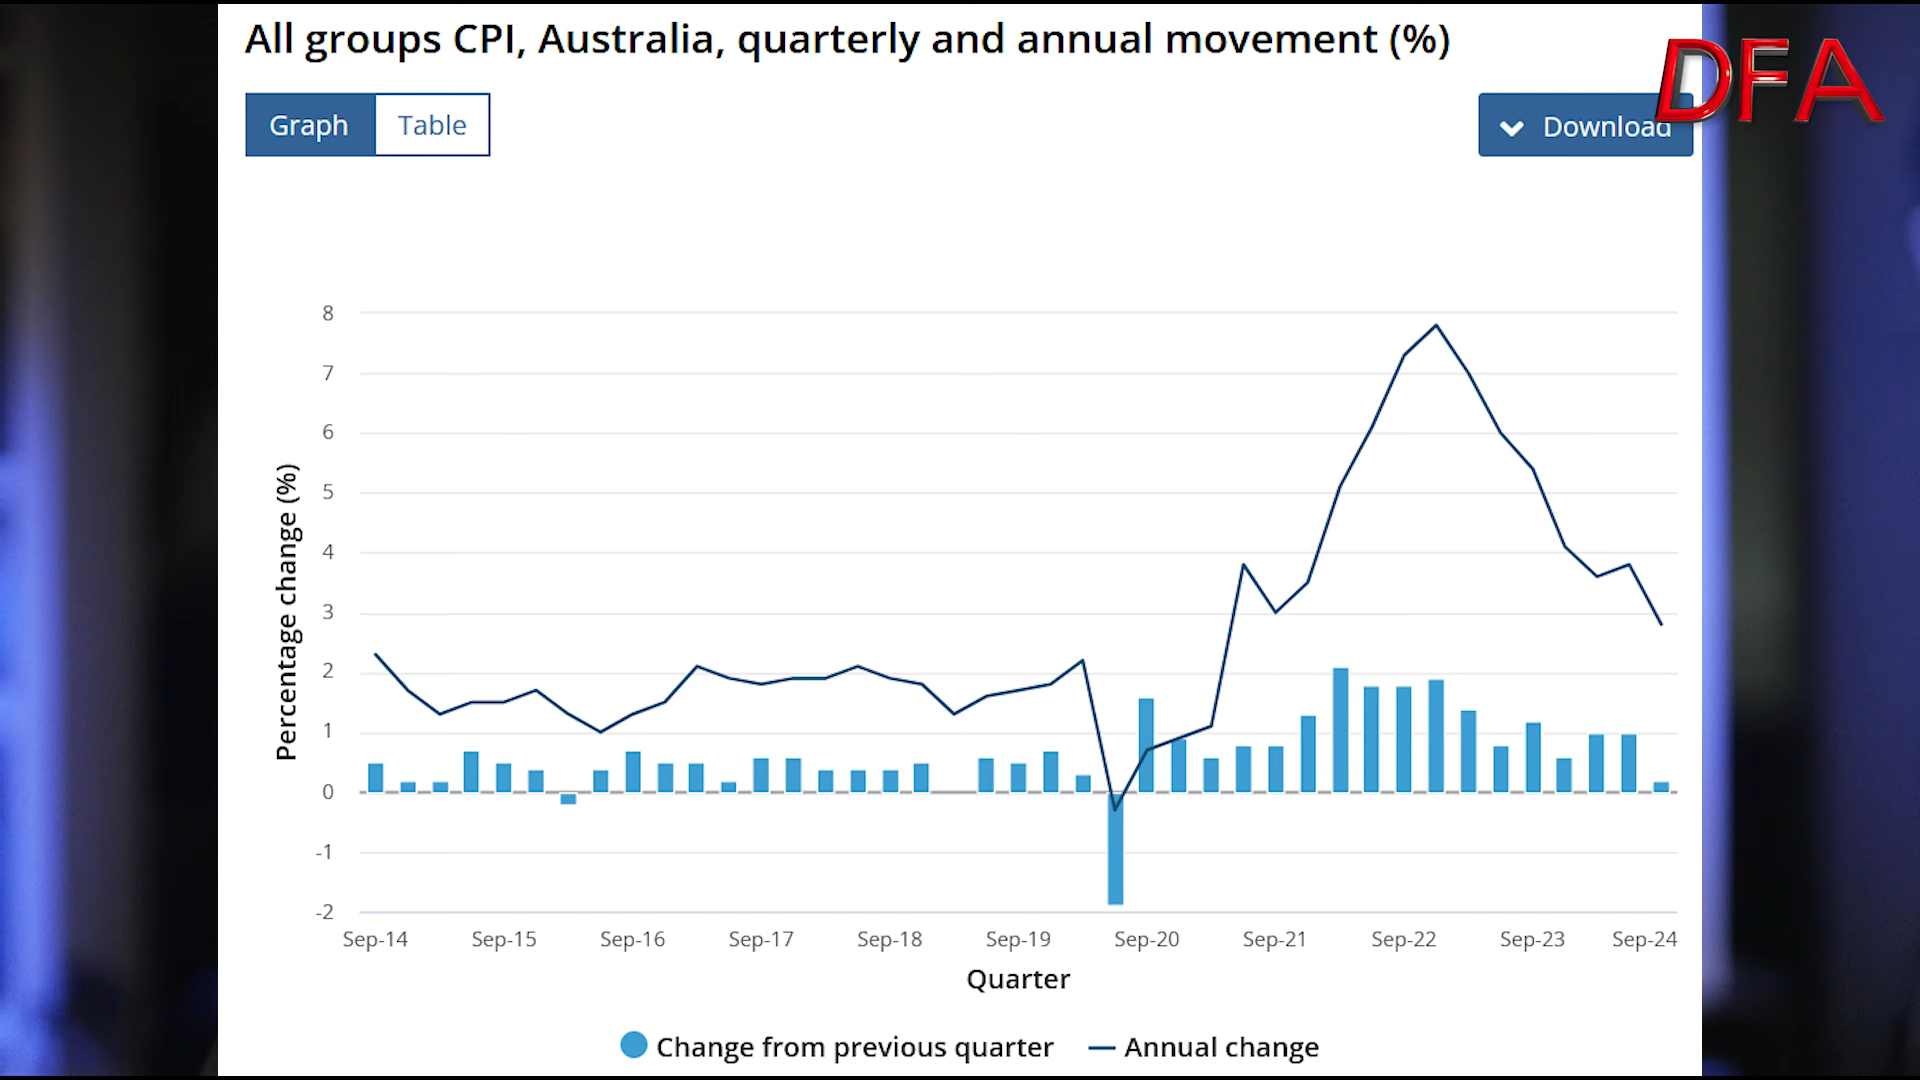 All groups CPI, Australia, quarterly and annual movement (%)
DFA
Graph
Table
Download
8
7
6
5
4
3
2
1
0
-1
-2
Percentage change (%)
Sep-14 Sep-15 Sep-16 Sep-17 Sep-18 Sep-19 Sep-20 Sep-21 Sep-22 Sep-23 Sep-24
Quarter
Change from previous quarter
Annual change